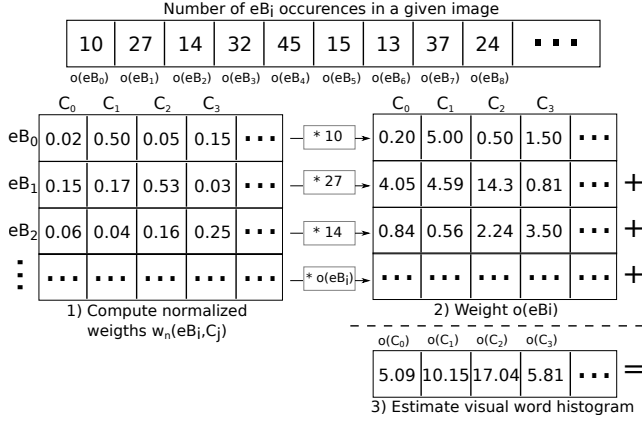 Number of eBi occurences in a given image
10 27 14 32 45 15 13 37 24 ...
o(eB0) o(eB1) o(eB2) o(eB3) o(eB4) o(eB5) o(eB6) o(eB7) o(eB8)
C0 C1 C2 C3 C0 C1 C2 C3
eB0 0.02 0.50 0.05 0.15 ... * 10 0.20 5.00 0.50 1.50 ...
eB1 0.15 0.17 0.53 0.03 ... * 27 4.05 4.59 14.3 0.81 ... +
eB2 0.06 0.04 0.16 0.25 ... * 14 0.84 0.56 2.24 3.50 ... +
... ... ... ... ... ... * o(eBi) ... ... ... ... ... +
1) Compute normalized
weigths wn(eBi,Cj)
2) Weight o(eBi)
o(C0) o(C1) o(C2) o(C3)
5.09 10.15 17.04 5.81 ... =
3) Estimate visual word histogram